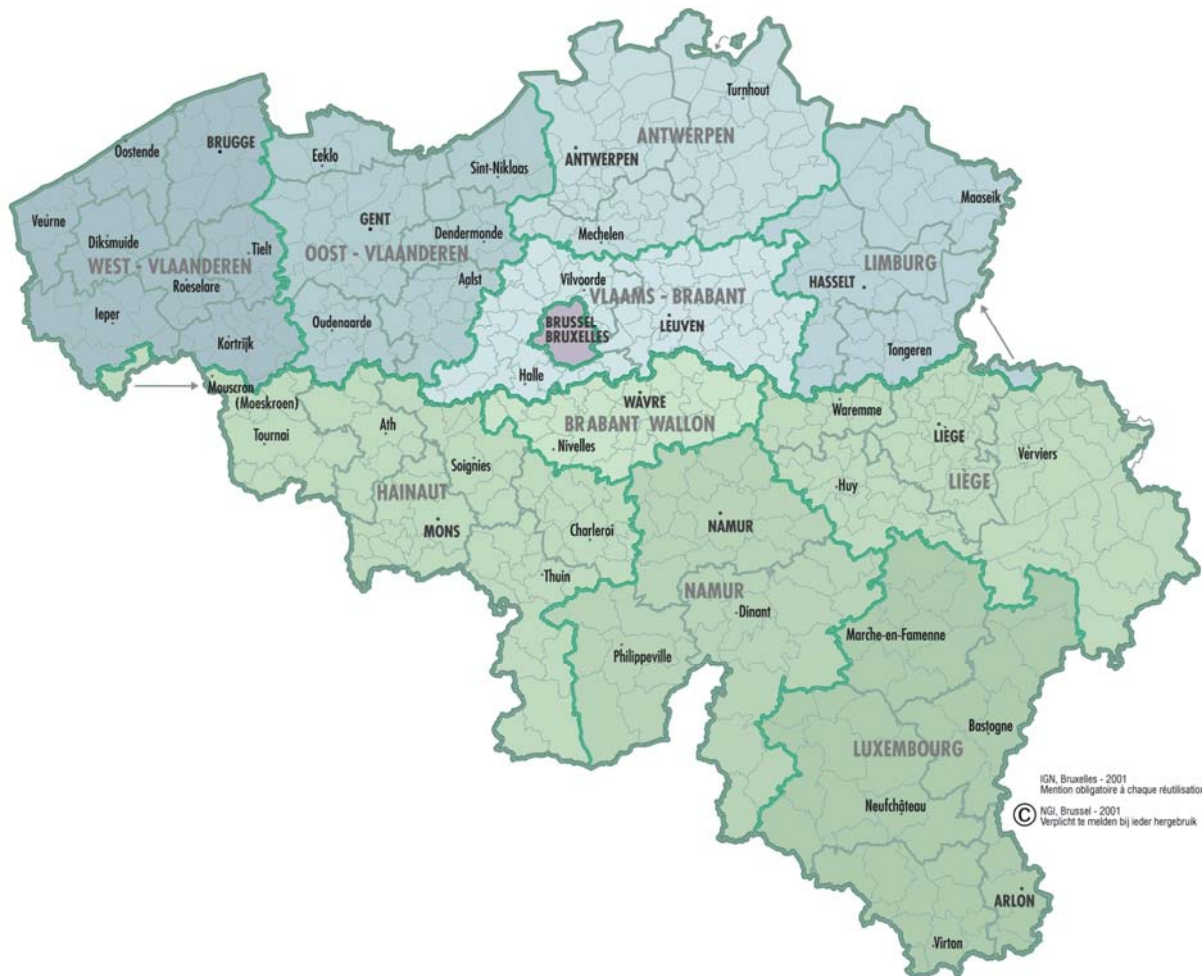 Turnhout
ANTWERPEN
BRUGGE
Oostende
Eeklo
ANTWERPEN
Sint-Niklaas
Maaseik
Veurne
GENT
Dendermonde
Mechelen
Diksmuide
Tielt
OOST - VLAANDEREN
WEST - VLAANDEREN
LIMBURG
Roeselare
Aalst
Vilvoorde
HASSELT
VLAAMS - BRABANT
Ieper
Oudenaarde
BRUSSEL
BRUXELLES
LEUVEN
Kortrijk
Tongeren
Halle
Mouscron
(Moeskroen)
WAVRE
Waremme
BRABANT WALLON
Ath
Tournai
LIÈGE
Nivelles
Verviers
Soignies
LIÈGE
Huy
HAINAUT
MONS
Charleroi
NAMUR
Thuin
NAMUR
Dinant
Marche-en-Famenne
Philippeville
Bastogne
LUXEMBOURG
Neufchâteau
IGN, Bruxelles - 2001
Mention obligatoire à chaque réutilisation
© NGI, Brussel - 2001
Verplicht te melden bij ieder hergebruik
ARLON
Virton